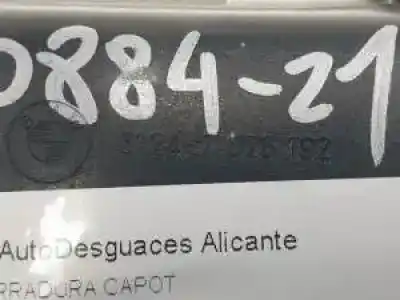 0884-21
AutoDesguaces Alicante
RRADURA CAPOT